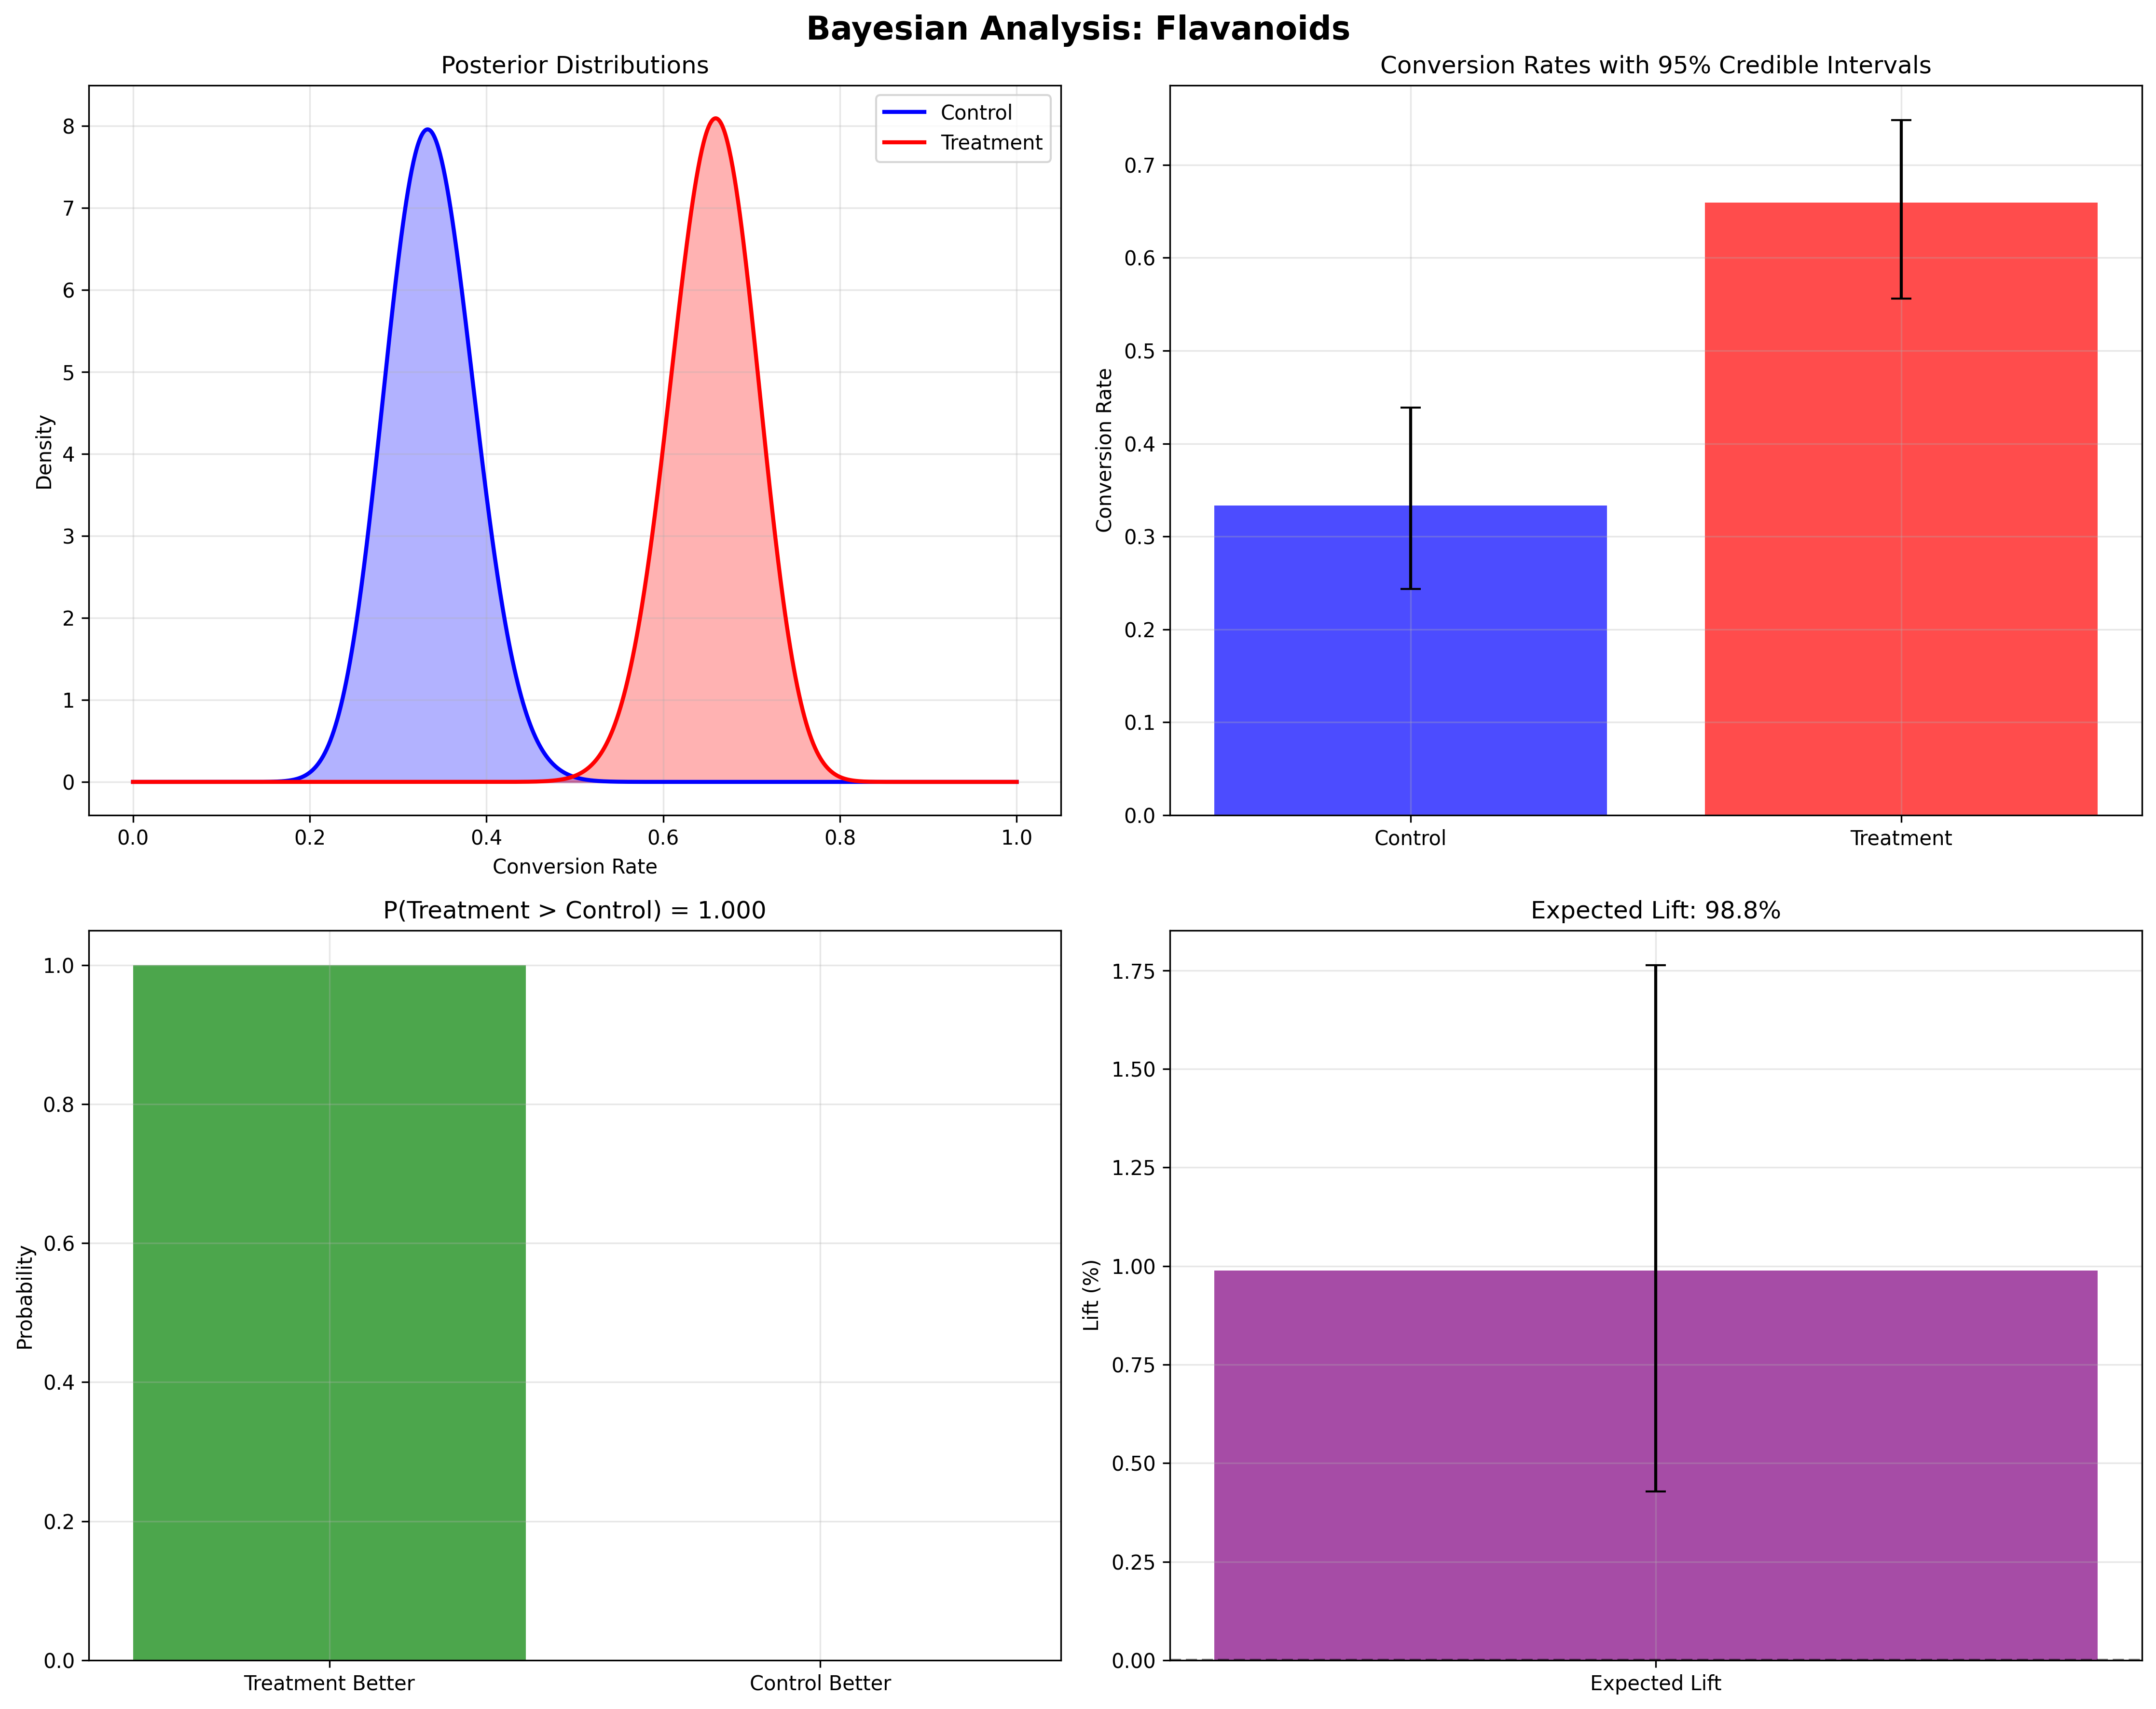 Bayesian Analysis: Flavanoids
Posterior Distributions
Control
Treatment
8
7
6
5
4
3
2
1
0
Density
0.0 0.2 0.4 0.6 0.8 1.0
Conversion Rate
Conversion Rates with 95% Credible Intervals
0.7
0.6
0.5
0.4
0.3
0.2
0.1
0.0
Conversion Rate
Control Treatment
P(Treatment > Control) = 1.000
1.0
0.8
0.6
0.4
0.2
0.0
Probability
Treatment Better Control Better
Expected Lift: 98.8%
1.75
1.50
1.25
1.00
0.75
0.50
0.25
0.00
Lift (%)
Expected Lift